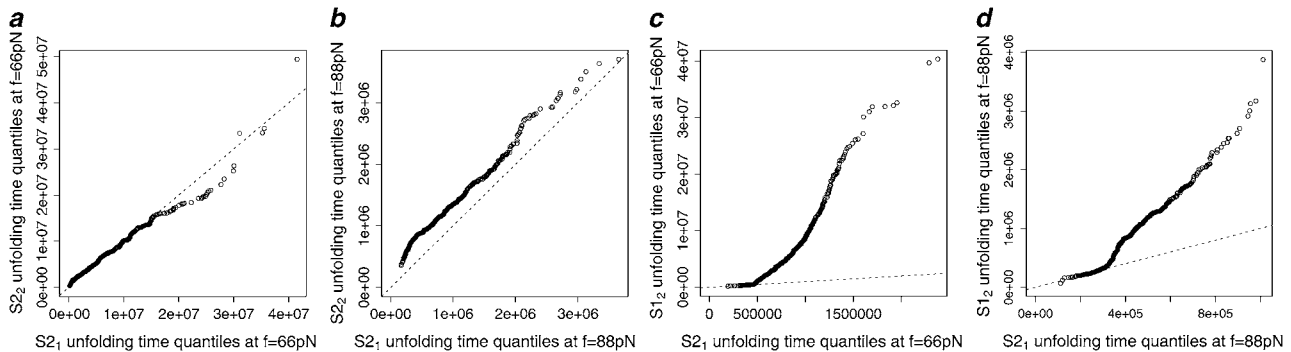 a b c d
S2₂ unfolding time quantiles at f=66pN
0e+00 1e+07 2e+07 3e+07 4e+07 5e+07
0e+00 1e+07 2e+07 3e+07 4e+07
S2₁ unfolding time quantiles at f=66pN
S2₂ unfolding time quantiles at f=88pN
0e+00 1e+06 2e+06 3e+06
0e+00 1e+06 2e+06 3e+06
S2₁ unfolding time quantiles at f=88pN
S1₂ unfolding time quantiles at f=66pN
0e+00 1e+07 2e+07 3e+07 4e+07
0 500000 1500000
S2₁ unfolding time quantiles at f=66pN
S1₂ unfolding time quantiles at f=88pN
0e+00 1e+06 2e+06 3e+06 4e+06
0e+00 4e+05 8e+05
S2₁ unfolding time quantiles at f=88pN